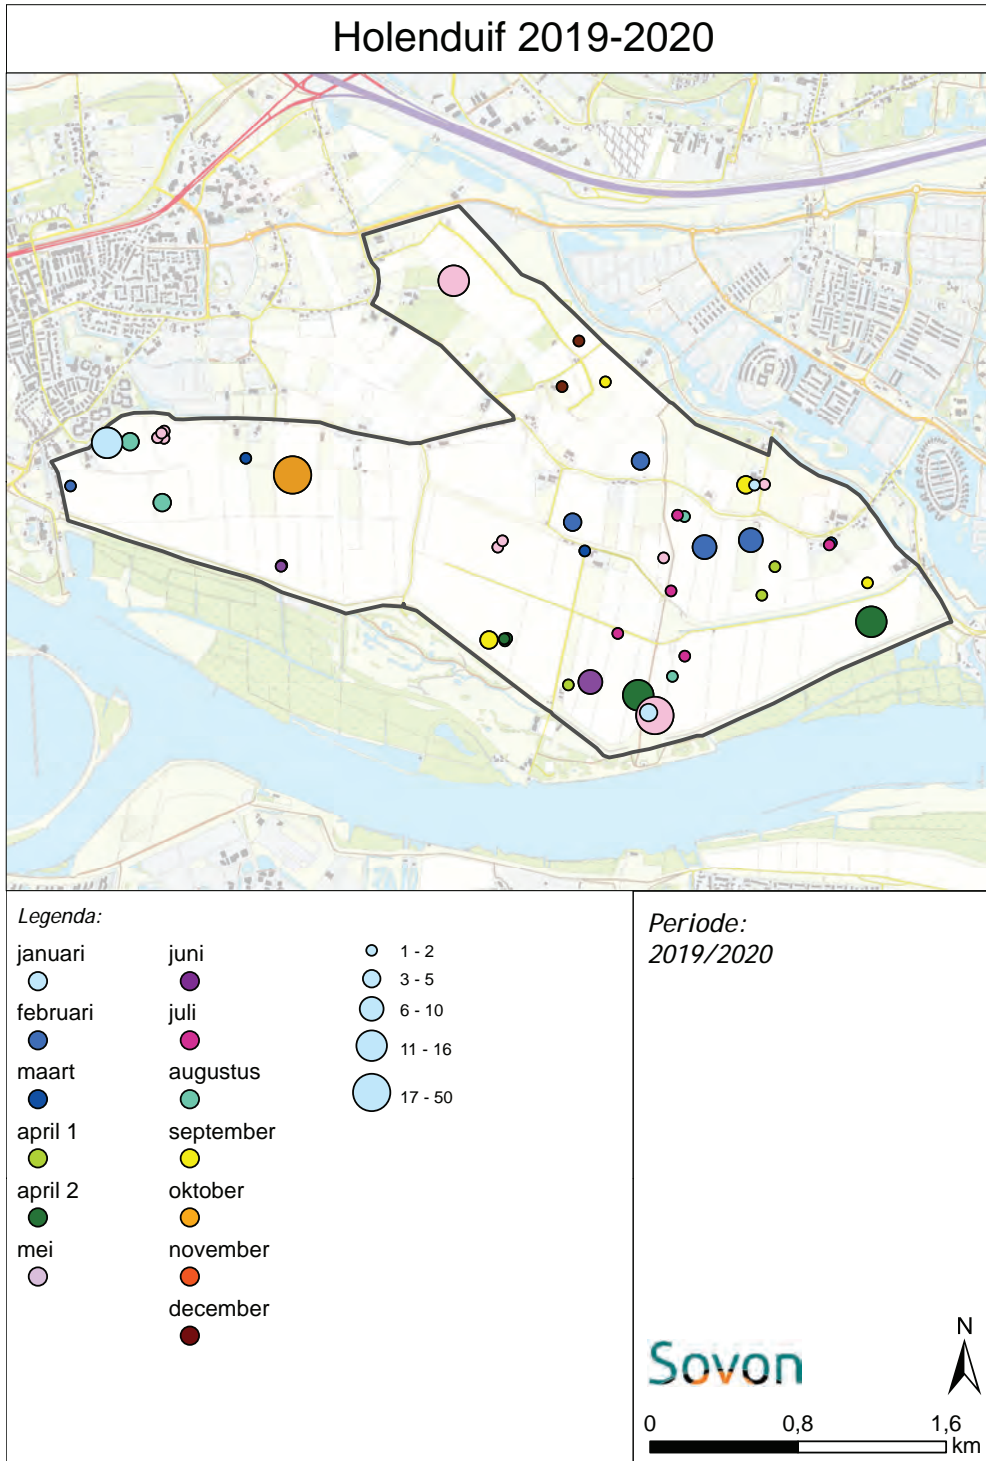 Holenduif 2019-2020
Legenda:
januari
februari
maart
april 1
april 2
mei
juni
juli
augustus
september
oktober
november
december
1 - 2
3 - 5
6 - 10
11 - 16
17 - 50
Periode:
2019/2020
Sovon
N
0 0,8 1,6
km